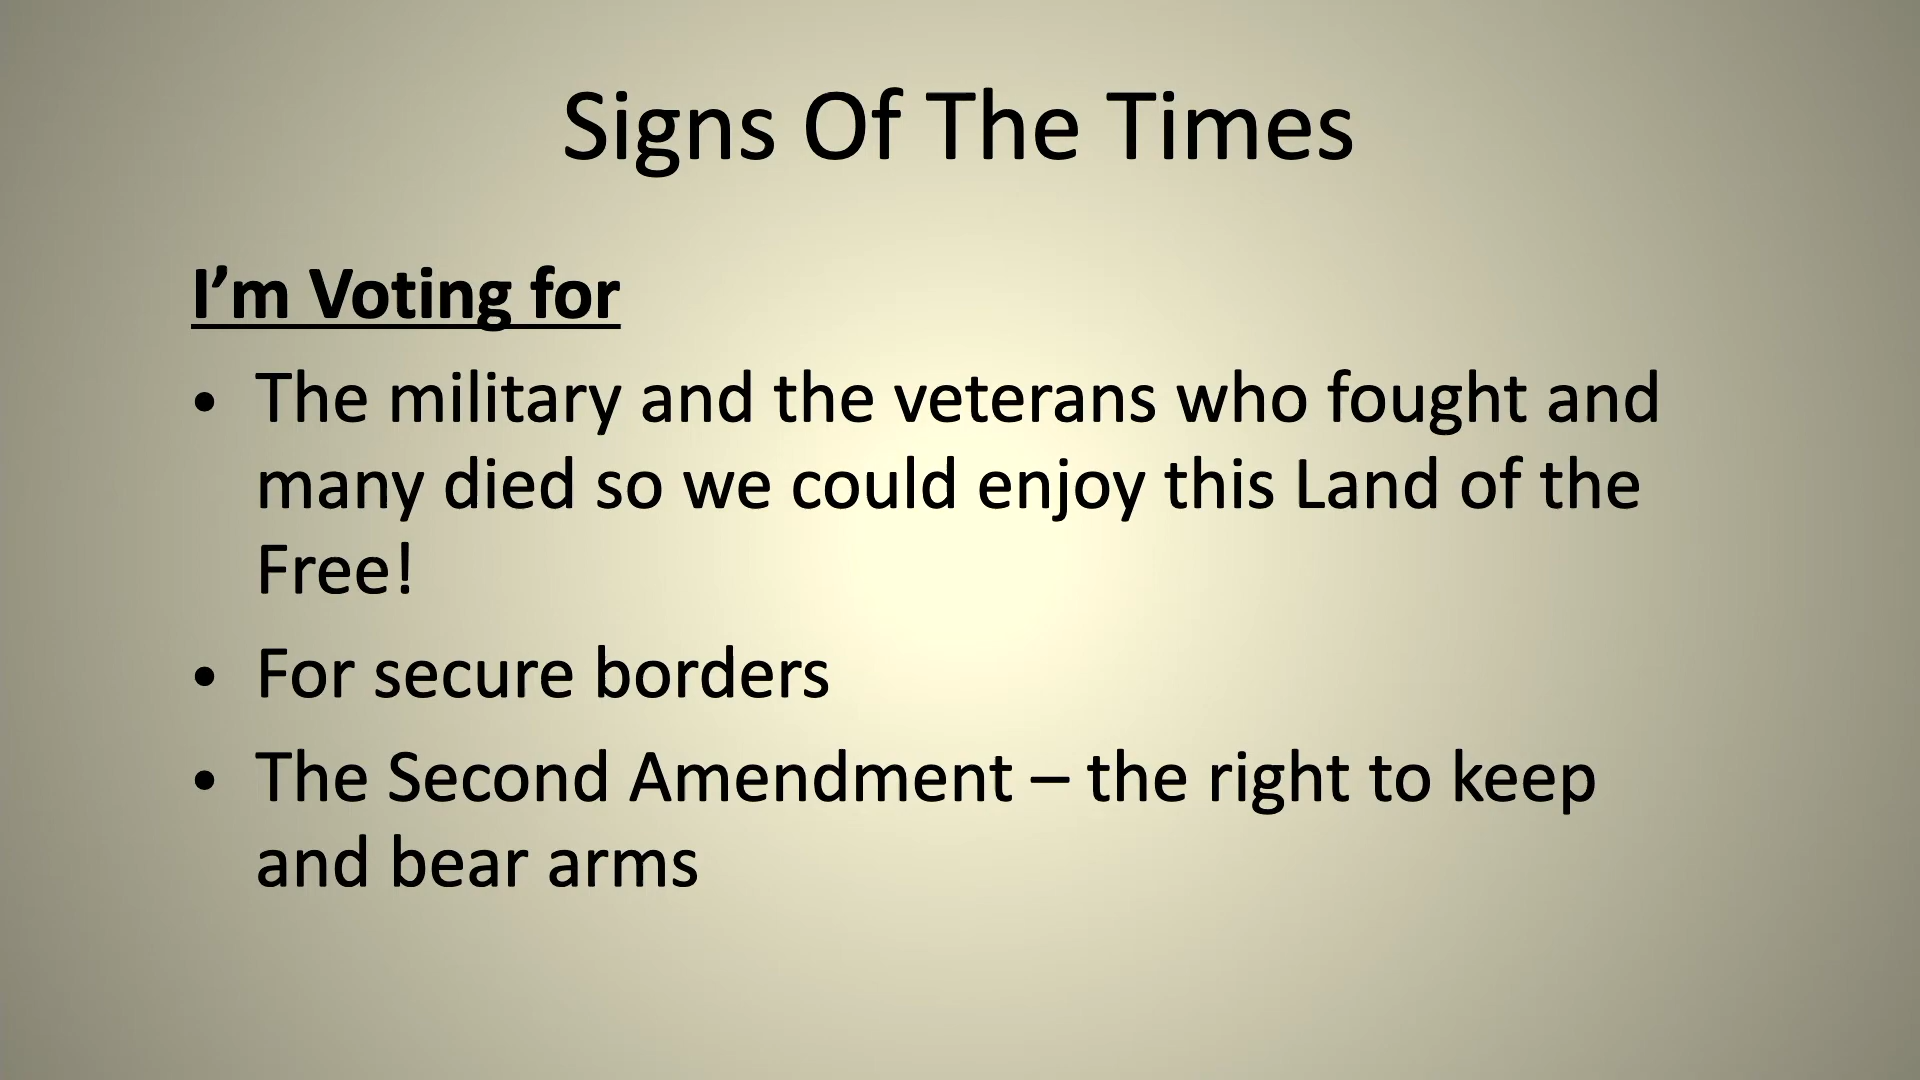 Signs Of The Times
I’m Voting for
• The military and the veterans who fought and
many died so we could enjoy this Land of the
Free!
• For secure borders
• The Second Amendment – the right to keep
and bear arms